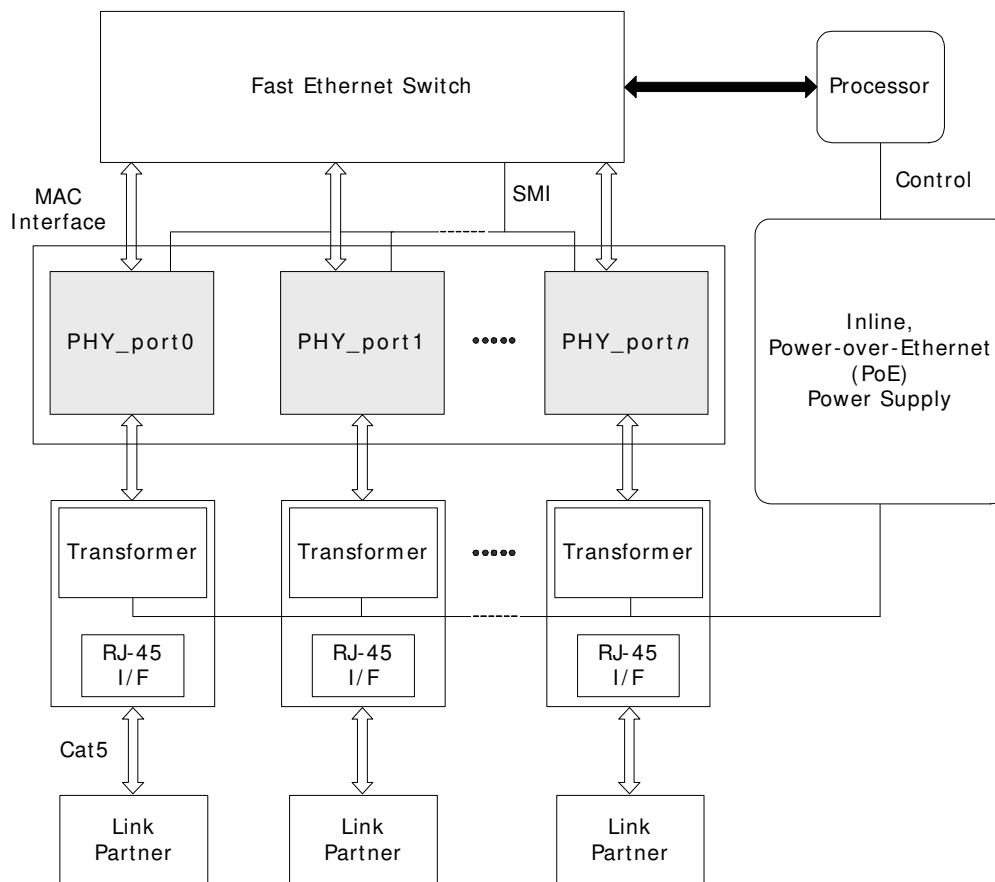 Fast Ethernet Switch
Processor
MAC
Interface
SMI
Control
PHY_port0
PHY_port1
PHY_portn
Inline,
Power-over-Ethernet
(PoE)
Power Supply
Transformer
Transformer
Transformer
RJ-45
I/F
RJ-45
I/F
RJ-45
I/F
Cat5
Link
Partner
Link
Partner
Link
Partner